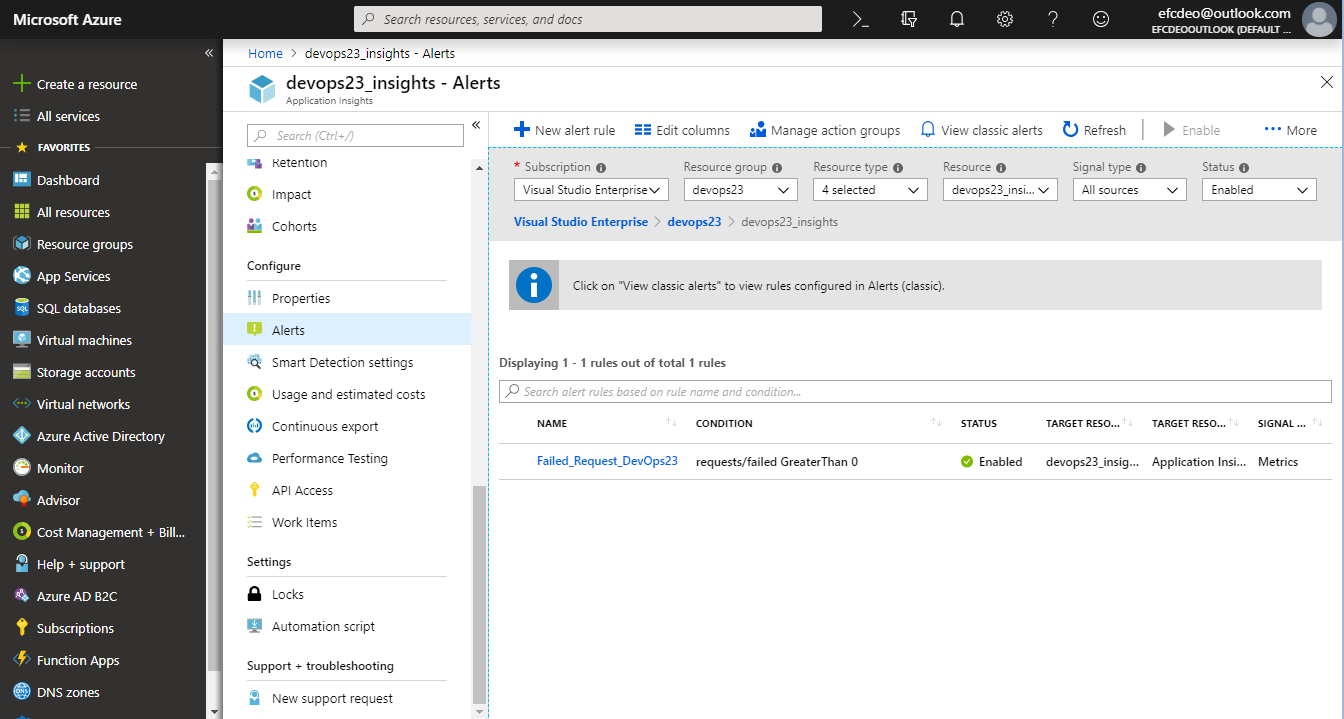 Microsoft Azure
Search resources, services, and docs
efcdeo@outlook.com
EFCDEOOUTLOOK (DEFAULT ...
Create a resource
All services
FAVORITES
Dashboard
All resources
Resource groups
App Services
SQL databases
Virtual machines
Storage accounts
Virtual networks
Azure Active Directory
Monitor
Advisor
Cost Management + Bill...
Help + support
Azure AD B2C
Subscriptions
Function Apps
DNS zones
Home > devops23_insights - Alerts
devops23_insights - Alerts
Application Insights
Search (Ctrl+/)
Retention
Impact
Cohorts
Configure
Properties
Alerts
Smart Detection settings
Usage and estimated costs
Continuous export
Performance Testing
API Access
Work Items
Settings
Locks
Automation script
Support + troubleshooting
New support request
New alert rule Edit columns Manage action groups View classic alerts Refresh Enable More
* Subscription Resource group Resource type Resource Signal type Status
Visual Studio Enterprise devops23 4 selected devops23_insi... All sources Enabled
Visual Studio Enterprise > devops23 > devops23_insights
Click on "View classic alerts" to view rules configured in Alerts (classic).
Displaying 1 - 1 rules out of total 1 rules
Search alert rules based on rule name and condition...
NAME CONDITION STATUS TARGET RESO... TARGET RESO... SIGNAL ...
Failed_Request_DevOps23 requests/failed GreaterThan 0 Enabled devops23_insig... Application Insi... Metrics